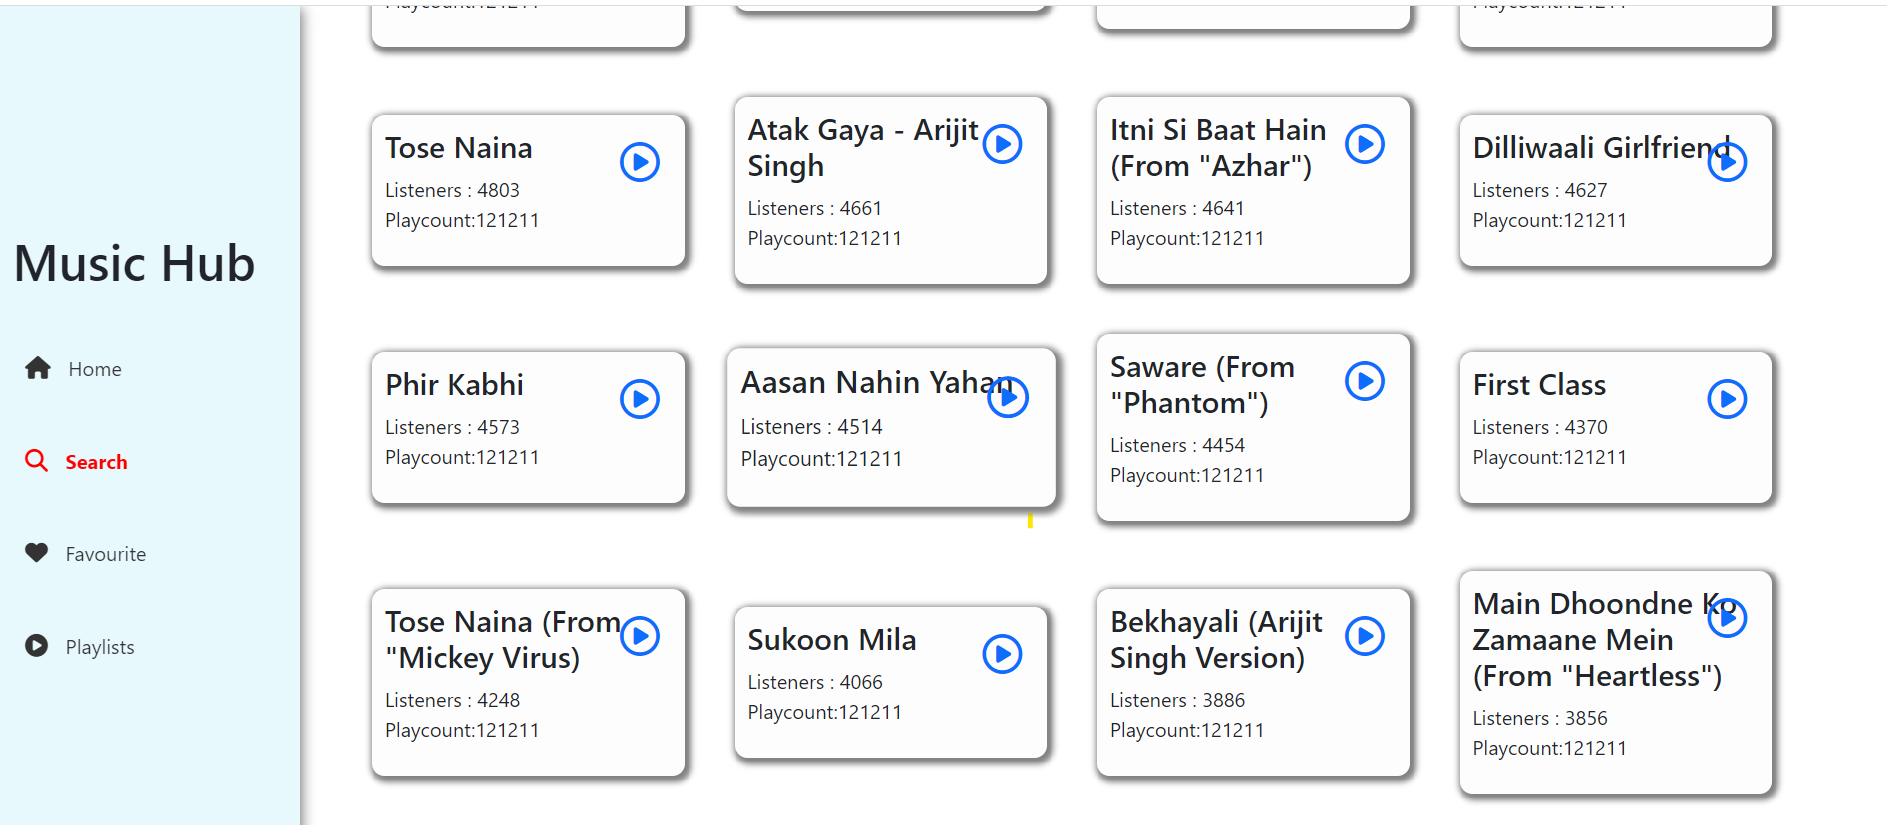 Music Hub
Home
Search
Favourite
Playlists
Tose Naina
Listeners : 4803
Playcount:121211
Atak Gaya - Arijit
Singh
Listeners : 4661
Playcount:121211
Itni Si Baat Hain
(From "Azhar")
Listeners : 4641
Playcount:121211
Dilliwaali Girlfriend
Listeners : 4627
Playcount:121211
Phir Kabhi
Listeners : 4573
Playcount:121211
Aasan Nahin Yahan
Listeners : 4514
Playcount:121211
Saware (From
"Phantom")
Listeners : 4454
Playcount:121211
First Class
Listeners : 4370
Playcount:121211
Tose Naina (From
"Mickey Virus)
Listeners : 4248
Playcount:121211
Sukoon Mila
Listeners : 4066
Playcount:121211
Bekhayali (Arijit
Singh Version)
Listeners : 3886
Playcount:121211
Main Dhoondne Ko
Zamaane Mein
(From "Heartless")
Listeners : 3856
Playcount:121211